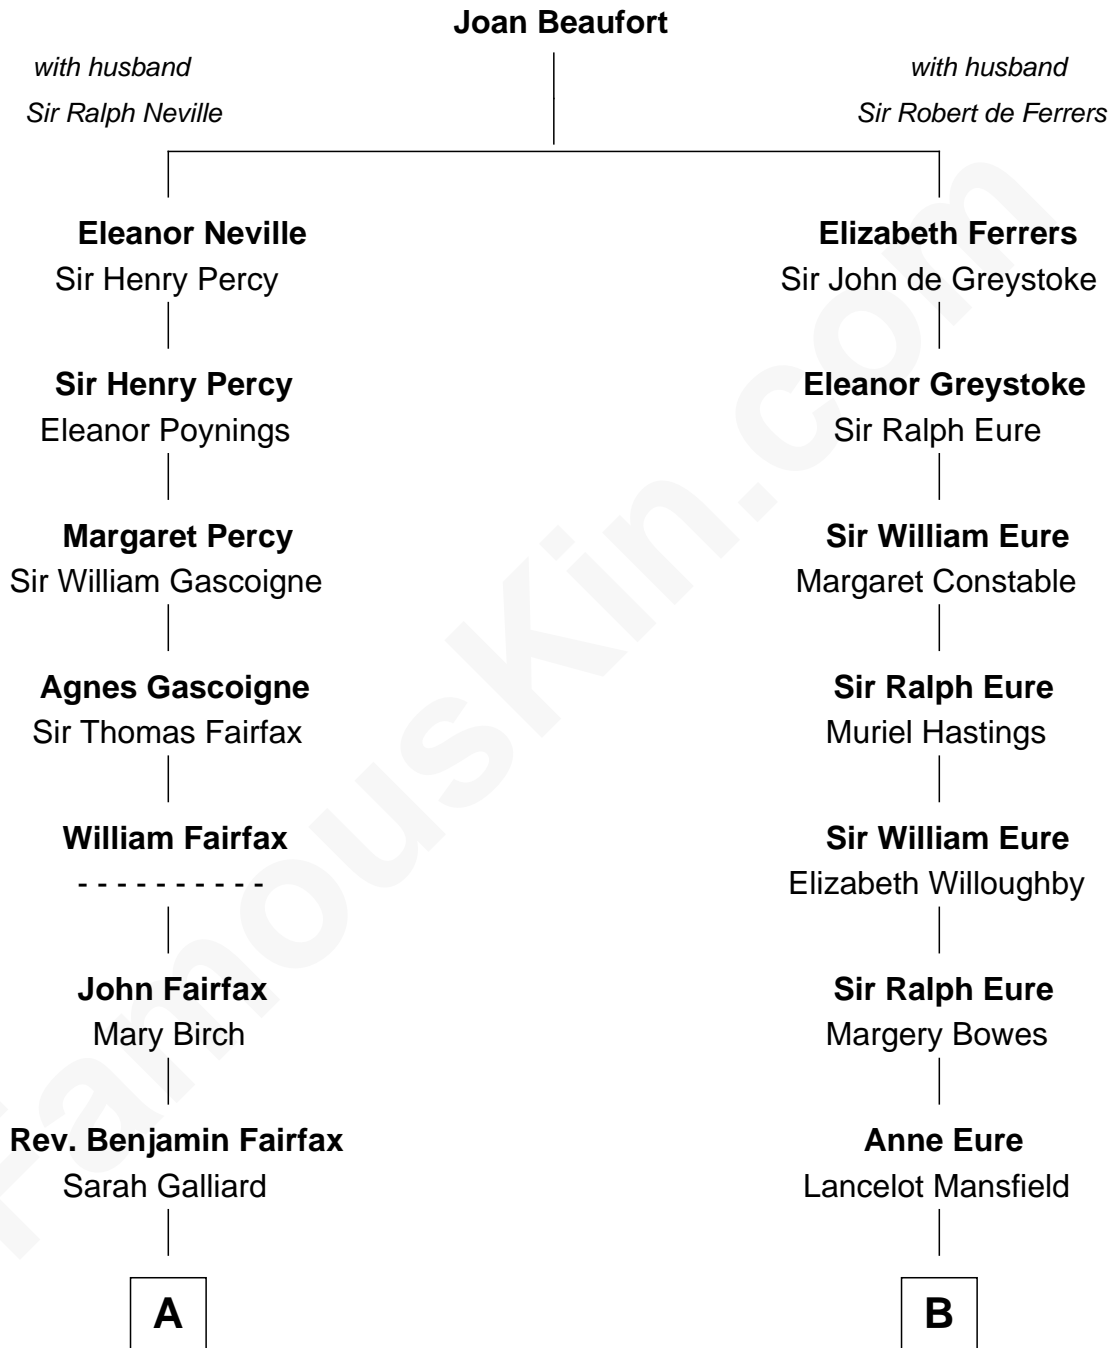 Joan Beaufort
with husband
Sir Ralph Neville
with husband
Sir Robert de Ferrers
Eleanor Neville
Sir Henry Percy
Elizabeth Ferrers
Sir John de Greystoke
Sir Henry Percy
Eleanor Poynings
Eleanor Greystoke
Sir Ralph Eure
Margaret Percy
Sir William Gascoigne
Sir William Eure
Margaret Constable
Agnes Gascoigne
Sir Thomas Fairfax
Sir Ralph Eure
Muriel Hastings
William Fairfax
- - - - - - - - - -
Sir William Eure
Elizabeth Willoughby
John Fairfax
Mary Birch
Sir Ralph Eure
Margery Bowes
Rev. Benjamin Fairfax
Sarah Galliard
Anne Eure
Lancelot Mansfield
A
B
FamousKin.com